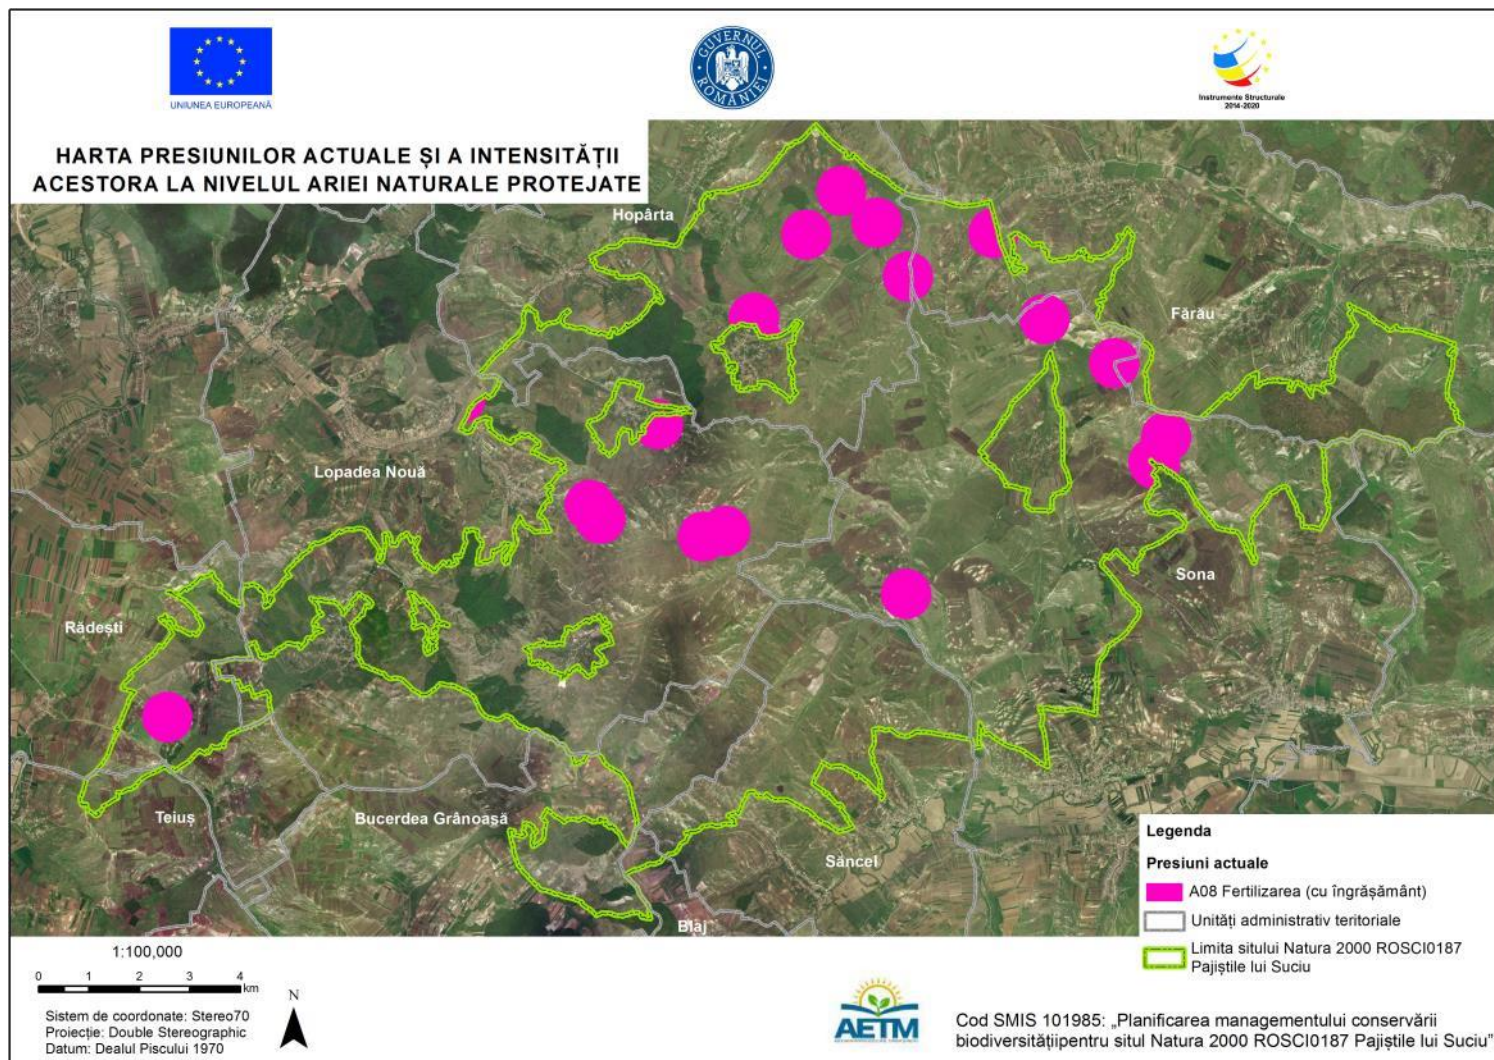 UNIUNEA EUROPEANĂ
GUVERNUL ROMÂNIEI
Instrumente Structurale
2014-2020
HARTA PRESIUNILOR ACTUALE ȘI A INTENSITĂȚII
ACESTORA LA NIVELUL ARIEI NATURALE PROTEJATE
Hopârta
Fărău
Lopadea Nouă
Sona
Rădești
Teiuș
Bucerdea Grânoasă
Sâncel
Blaj
Legenda
Presiuni actuale
A08 Fertilizarea (cu îngrășământ)
Unități administrativ teritoriale
Limita sitului Natura 2000 ROSCI0187
Pajiștile lui Suciu
1:100,000
0 1 2 3 4
km
N
Sistem de coordonate: Stereo70
Proiecție: Double Stereographic
Datum: Dealul Piscului 1970
AETM
Cod SMIS 101985: „Planificarea managementului conservării
biodiversitățiipentru situl Natura 2000 ROSCI0187 Pajiștile lui Suciu”